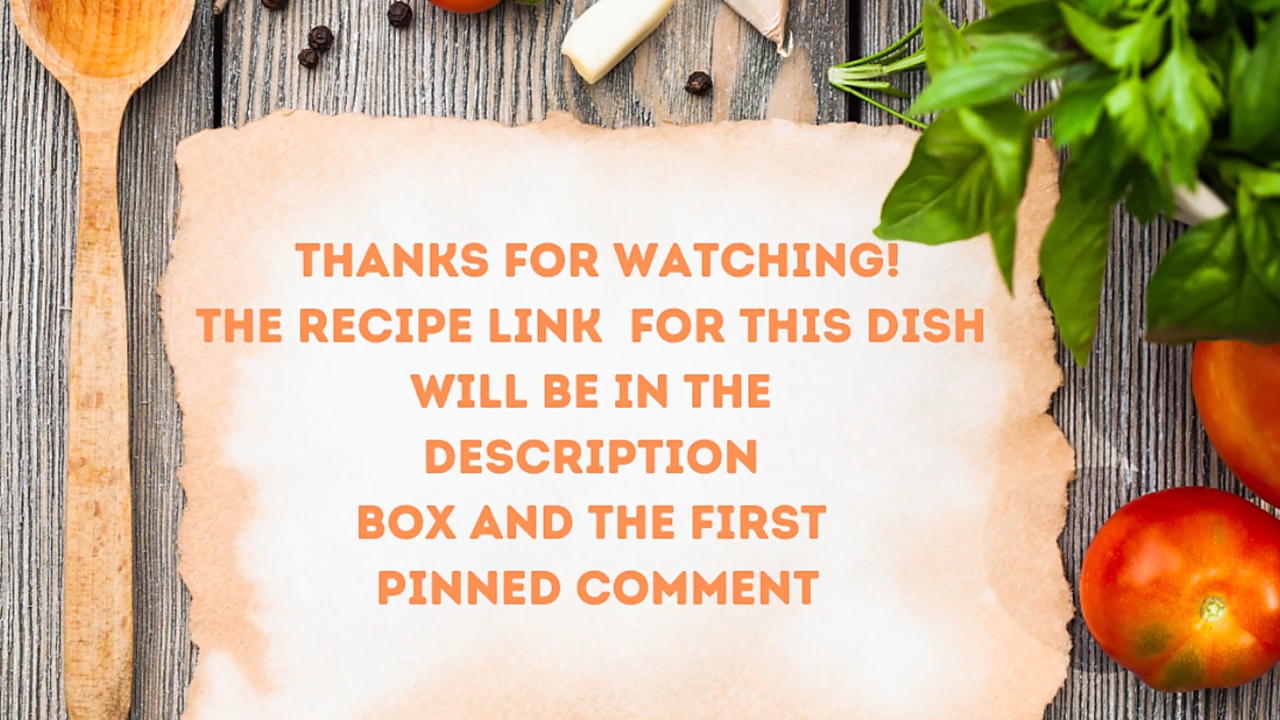 THANKS FOR WATCHING!
THE RECIPE LINK FOR THIS DISH
WILL BE IN THE
DESCRIPTION
BOX AND THE FIRST
PINNED COMMENT